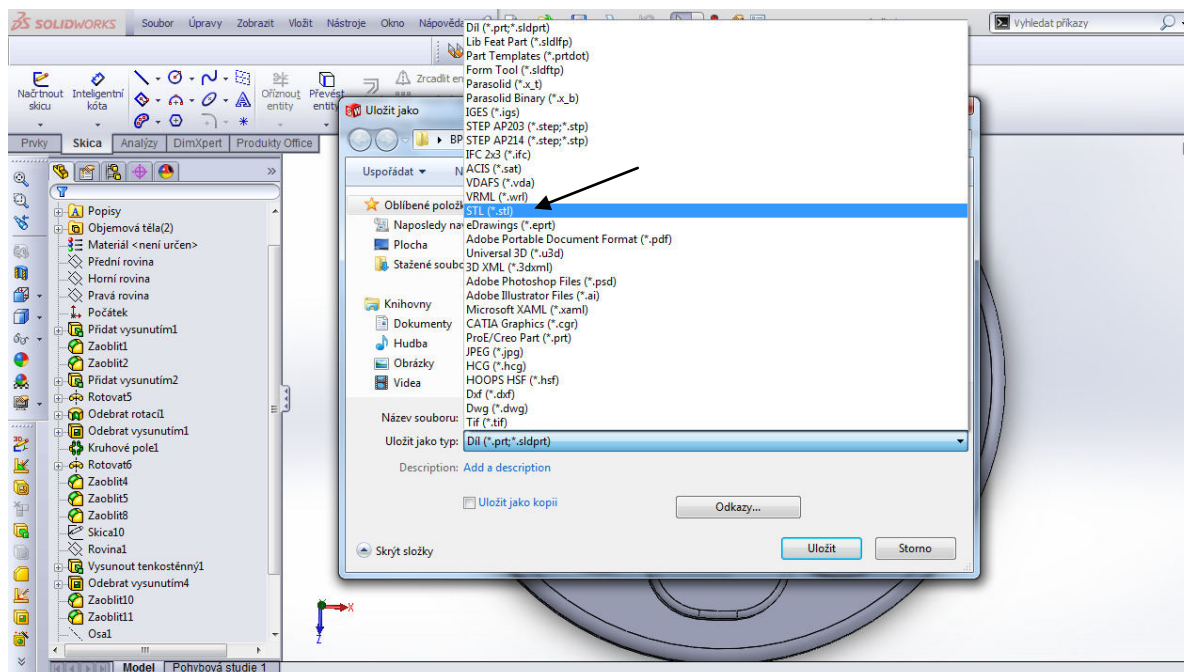 SOLIDWORKS Soubor Úpravy Zobrazit Vložit Nástroje Okno Nápověda
Vyhledat příkazy
Načrtnout skicu
Inteligentní kóta
Oříznout entity
Převést
Zrcadlit
Prvky Skica Analýzy DimXpert Produkty Office
Popisy
Objemová těla(2)
Materiál <není určen>
Přední rovina
Horní rovina
Pravá rovina
Počátek
Přidat vysunutím1
Zaoblit1
Zaoblit2
Přidat vysunutím2
Rotovat5
Odebrat rotací1
Odebrat vysunutím1
Kruhové pole1
Rotovat6
Zaoblit4
Zaoblit5
Zaoblit8
Skica10
Rovina1
Vysunout tenkostěnný1
Odebrat vysunutím4
Zaoblit10
Zaoblit11
Osa1
Model Pohybová studie 1
Uložit jako
BP
Uspořádat N
Oblíbené polož
Naposledy na
Plocha
Stažené soubo
Knihovny
Dokumenty
Hudba
Obrázky
Videa
Díl (*.prt;*.sldprt)
Lib Feat Part (*.sldlfp)
Part Templates (*.prtdot)
Form Tool (*.sldftp)
Parasolid (*.x_t)
Parasolid Binary (*.x_b)
IGES (*.igs)
STEP AP203 (*.step;*.stp)
STEP AP214 (*.step;*.stp)
IFC 2x3 (*.ifc)
ACIS (*.sat)
VDAFS (*.vda)
VRML (*.wrl)
STL (*.stl)
eDrawings (*.eprt)
Adobe Portable Document Format (*.pdf)
Universal 3D (*.u3d)
3D XML (*.3dxml)
Adobe Photoshop Files (*.psd)
Adobe Illustrator Files (*.ai)
Microsoft XAML (*.xaml)
CATIA Graphics (*.cgr)
ProE/Creo Part (*.prt)
JPEG (*.jpg)
HCG (*.hcg)
HOOPS HSF (*.hsf)
Dxf (*.dxf)
Dwg (*.dwg)
Tif (*.tif)
Název souboru:
Uložit jako typ: Díl (*.prt;*.sldprt)
Description: Add a description
Uložit jako kopii
Odkazy...
Skrýt složky
Uložit Storno
X
Z